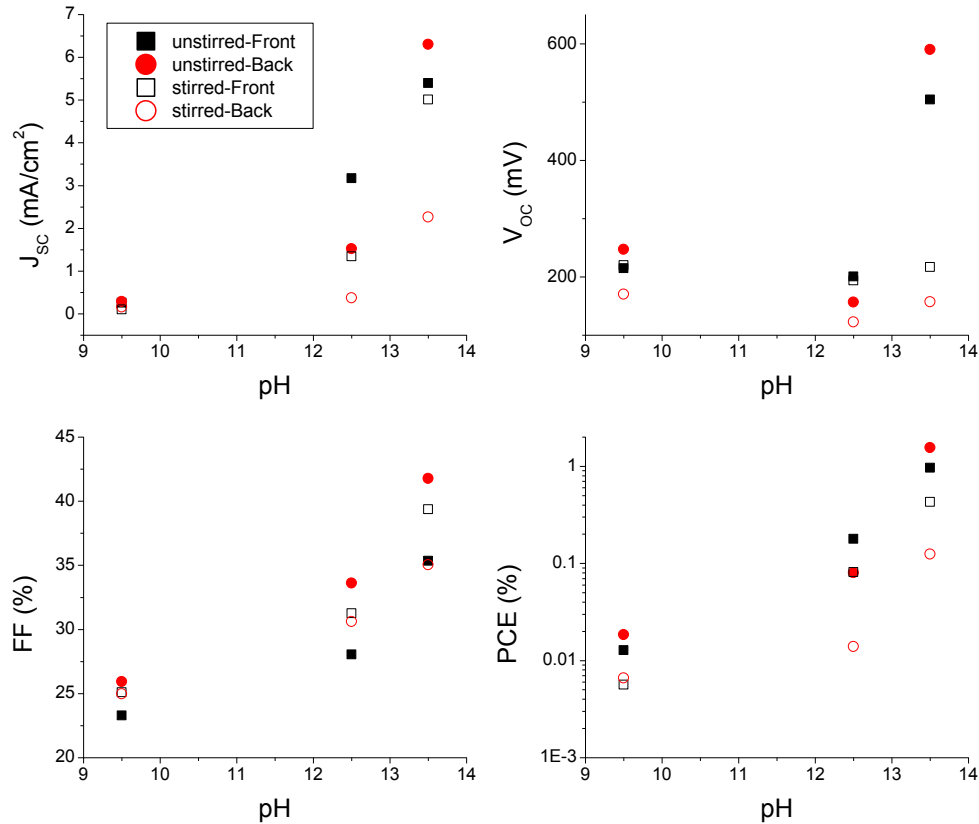 7
6
5
4
3
2
1
0
J_SC (mA/cm²)
unstirred-Front
unstirred-Back
stirred-Front
stirred-Back
9 10 11 12 13 14
pH
600
400
200
V_OC (mV)
9 10 11 12 13 14
pH
45
40
35
30
25
20
FF (%)
9 10 11 12 13 14
pH
1
0.1
0.01
1E-3
PCE (%)
9 10 11 12 13 14
pH